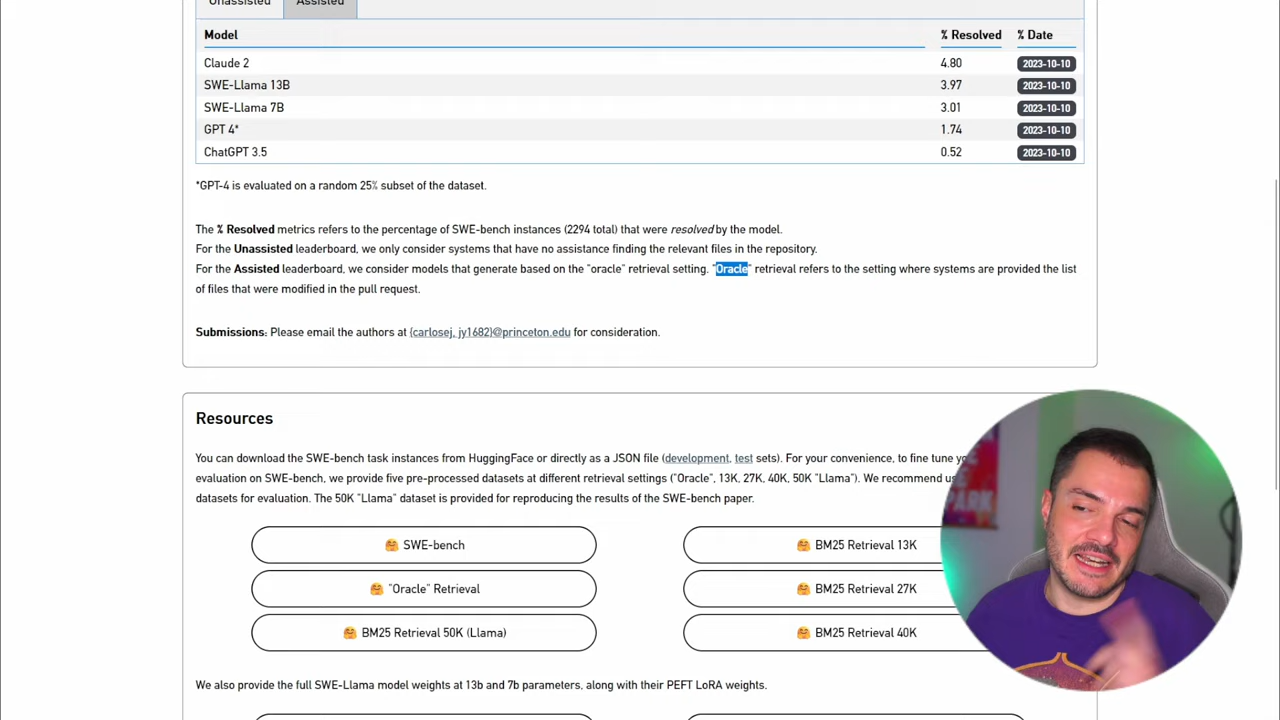 Unassisted Assisted
Model % Resolved % Date
Claude 2 4.80 2023-10-10
SWE-Llama 13B 3.97 2023-10-10
SWE-Llama 7B 3.01 2023-10-10
GPT 4* 1.74 2023-10-10
ChatGPT 3.5 0.52 2023-10-10
*GPT-4 is evaluated on a random 25% subset of the dataset.
The % Resolved metrics refers to the percentage of SWE-bench instances (2294 total) that were resolved by the model.
For the Unassisted leaderboard, we only consider systems that have no assistance finding the relevant files in the repository.
For the Assisted leaderboard, we consider models that generate based on the "oracle" retrieval setting. "Oracle" retrieval refers to the setting where systems are provided the list
of files that were modified in the pull request.
Submissions: Please email the authors at {carlosej, jy1682}@princeton.edu for consideration.
Resources
You can download the SWE-bench task instances from HuggingFace or directly as a JSON file (development, test sets). For your convenience, to fine tune
evaluation on SWE-bench, we provide five pre-processed datasets at different retrieval settings ("Oracle", 13K, 27K, 40K, 50K "Llama"). We recommend
datasets for evaluation. The 50K "Llama" dataset is provided for reproducing the results of the SWE-bench paper.
🤗 SWE-bench 🤗 BM25 Retrieval 13K
🤗 "Oracle" Retrieval 🤗 BM25 Retrieval 27K
🤗 BM25 Retrieval 50K (Llama) 🤗 BM25 Retrieval 40K
We also provide the full SWE-Llama model weights at 13b and 7b parameters, along with their PEFT LoRA weights.